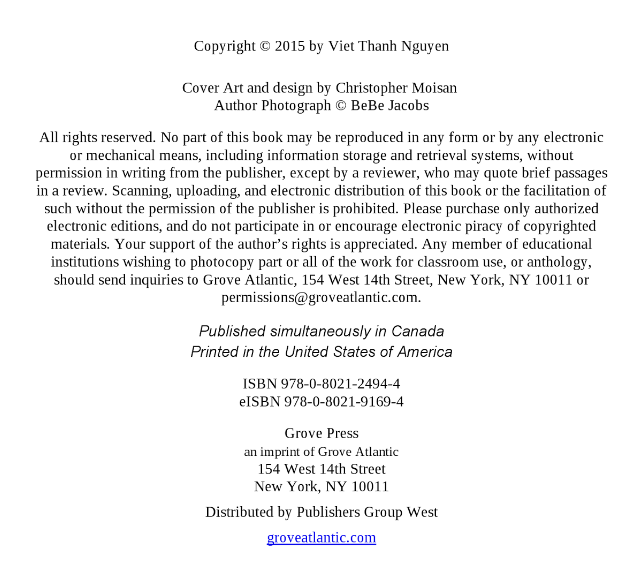 Copyright © 2015 by Viet Thanh Nguyen
Cover Art and design by Christopher Moisan
Author Photograph © BeBe Jacobs
All rights reserved. No part of this book may be reproduced in any form or by any electronic
or mechanical means, including information storage and retrieval systems, without
permission in writing from the publisher, except by a reviewer, who may quote brief passages
in a review. Scanning, uploading, and electronic distribution of this book or the facilitation of
such without the permission of the publisher is prohibited. Please purchase only authorized
electronic editions, and do not participate in or encourage electronic piracy of copyrighted
materials. Your support of the author’s rights is appreciated. Any member of educational
institutions wishing to photocopy part or all of the work for classroom use, or anthology,
should send inquiries to Grove Atlantic, 154 West 14th Street, New York, NY 10011 or
permissions@groveatlantic.com.
Published simultaneously in Canada
Printed in the United States of America
ISBN 978-0-8021-2494-4
eISBN 978-0-8021-9169-4
Grove Press
an imprint of Grove Atlantic
154 West 14th Street
New York, NY 10011
Distributed by Publishers Group West
groveatlantic.com